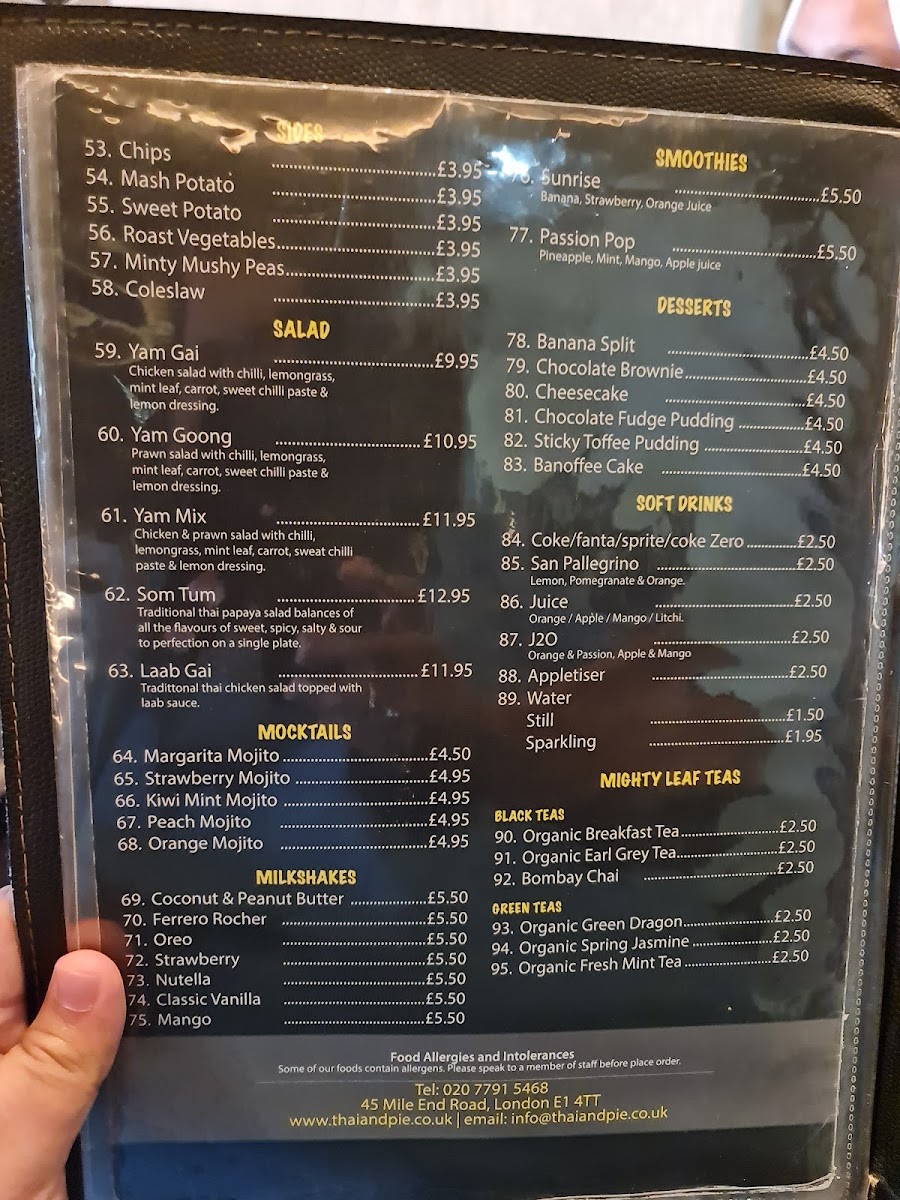 SIDES
53. Chips ........ £3.95
54. Mash Potato ........ £3.95
55. Sweet Potato ........ £3.95
56. Roast Vegetables ........ £3.95
57. Minty Mushy Peas ........ £3.95
58. Coleslaw ........ £3.95
SALAD
59. Yam Gai ........ £9.95
Chicken salad with chilli, lemongrass,
mint leaf, carrot, sweet chilli paste &
lemon dressing.
60. Yam Goong ........ £10.95
Prawn salad with chilli, lemongrass,
mint leaf, carrot, sweet chilli paste &
lemon dressing.
61. Yam Mix ........ £11.95
Chicken & prawn salad with chilli,
lemongrass, mint leaf, carrot, sweat chilli
paste & lemon dressing.
62. Som Tum ........ £12.95
Traditional thai papaya salad balances of
all the flavours of sweet, spicy, salty & sour
to perfection on a single plate.
63. Laab Gai ........ £11.95
Tradittonal thai chicken salad topped with
laab sauce.
MOCKTAILS
64. Margarita Mojito ........ £4.50
65. Strawberry Mojito ........ £4.95
66. Kiwi Mint Mojito ........ £4.95
67. Peach Mojito ........ £4.95
68. Orange Mojito ........ £4.95
MILKSHAKES
69. Coconut & Peanut Butter ........ £5.50
70. Ferrero Rocher ........ £5.50
71. Oreo ........ £5.50
72. Strawberry ........ £5.50
73. Nutella ........ £5.50
74. Classic Vanilla ........ £5.50
75. Mango ........ £5.50
SMOOTHIES
Sunrise ........ £5.50
Banana, Strawberry, Orange Juice
77. Passion Pop ........ £5.50
Pineapple, Mint, Mango, Apple juice
DESSERTS
78. Banana Split ........ £4.50
79. Chocolate Brownie ........ £4.50
80. Cheesecake ........ £4.50
81. Chocolate Fudge Pudding ........ £4.50
82. Sticky Toffee Pudding ........ £4.50
83. Banoffee Cake ........ £4.50
SOFT DRINKS
84. Coke/fanta/sprite/coke Zero ........ £2.50
85. San Pallegrino ........ £2.50
Lemon, Pomegranate & Orange.
86. Juice ........ £2.50
Orange / Apple / Mango / Litchi.
87. J2O ........ £2.50
Orange & Passion, Apple & Mango
88. Appletiser ........ £2.50
89. Water
Still ........ £1.50
Sparkling ........ £1.95
MIGHTY LEAF TEAS
BLACK TEAS
90. Organic Breakfast Tea ........ £2.50
91. Organic Earl Grey Tea ........ £2.50
92. Bombay Chai ........ £2.50
GREEN TEAS
93. Organic Green Dragon ........ £2.50
94. Organic Spring Jasmine ........ £2.50
95. Organic Fresh Mint Tea ........ £2.50
Food Allergies and Intolerances
Some of our foods contain allergens. Please speak to a member of staff before place order.
Tel: 020 7791 5468
45 Mile End Road, London E1 4TT
www.thaiandpie.co.uk | email: info@thaiandpie.co.uk